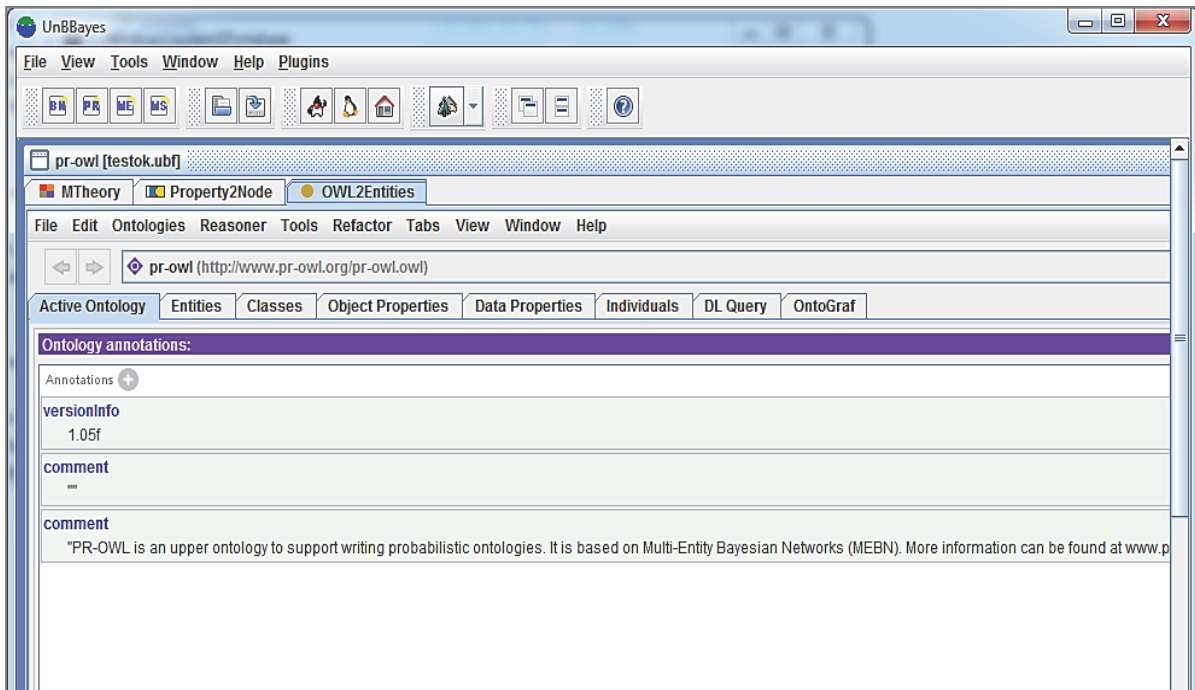 UnBBayes
File View Tools Window Help Plugins
BN PR ME MS
pr-owl [testok.ubf]
MTheory Property2Node OWL2Entities
File Edit Ontologies Reasoner Tools Refactor Tabs View Window Help
pr-owl (http://www.pr-owl.org/pr-owl.owl)
Active Ontology Entities Classes Object Properties Data Properties Individuals DL Query OntoGraf
Ontology annotations:
Annotations
versionInfo
1.05f
comment
""
comment
"PR-OWL is an upper ontology to support writing probabilistic ontologies. It is based on Multi-Entity Bayesian Networks (MEBN). More information can be found at www.p